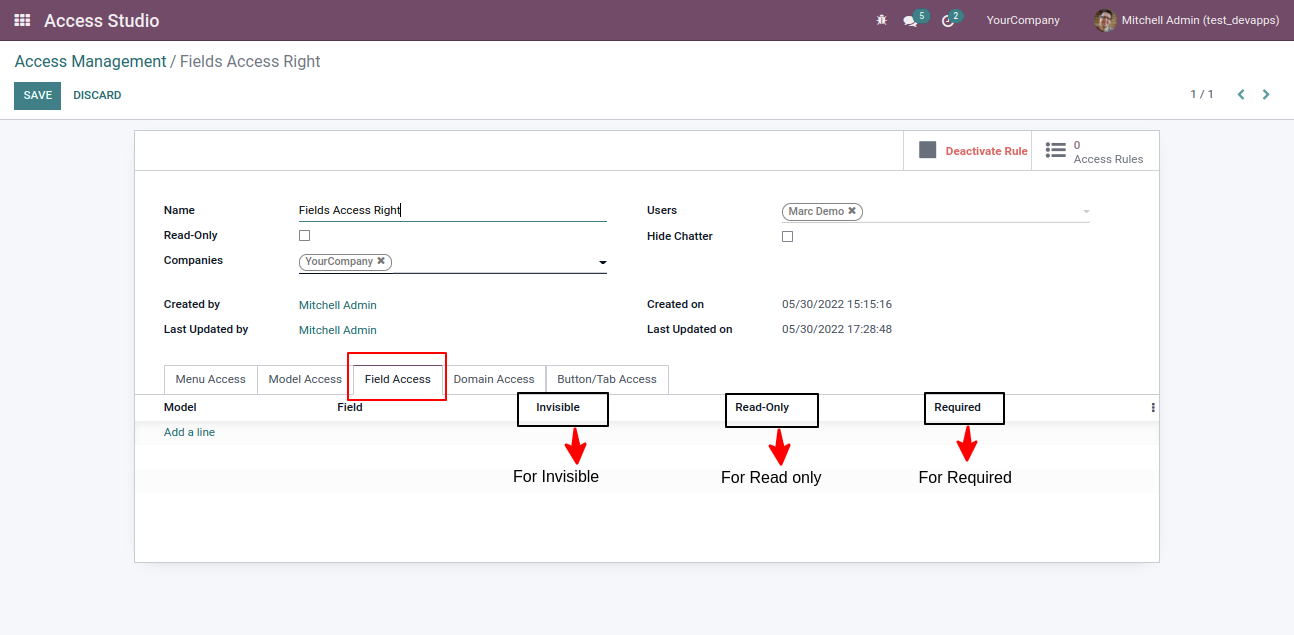 Access Studio 5 2 YourCompany Mitchell Admin (test_devapps)
Access Management / Fields Access Right
SAVE DISCARD 1 / 1
Deactivate Rule 0 Access Rules
Name Fields Access Right Users Marc Demo ✖
Read-Only Hide Chatter
Companies YourCompany ✖
Created by Mitchell Admin Created on 05/30/2022 15:15:16
Last Updated by Mitchell Admin Last Updated on 05/30/2022 17:28:48
Menu Access Model Access Field Access Domain Access Button/Tab Access
Model Field Invisible Read-Only Required
Add a line
For Invisible For Read only For Required